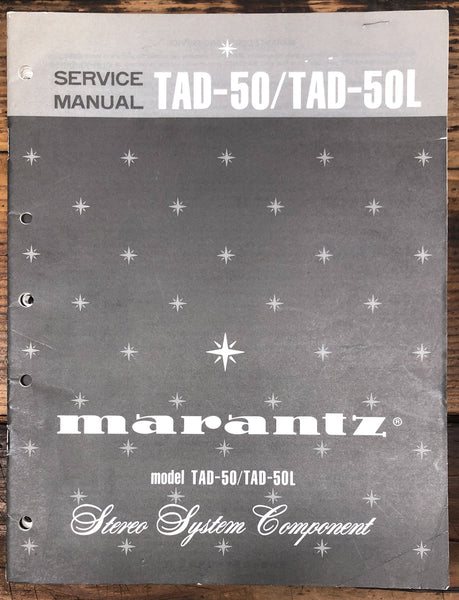 SERVICE
MANUAL TAD-50/TAD-50L
marantz®
model TAD-50/TAD-50L
Stereo System Component